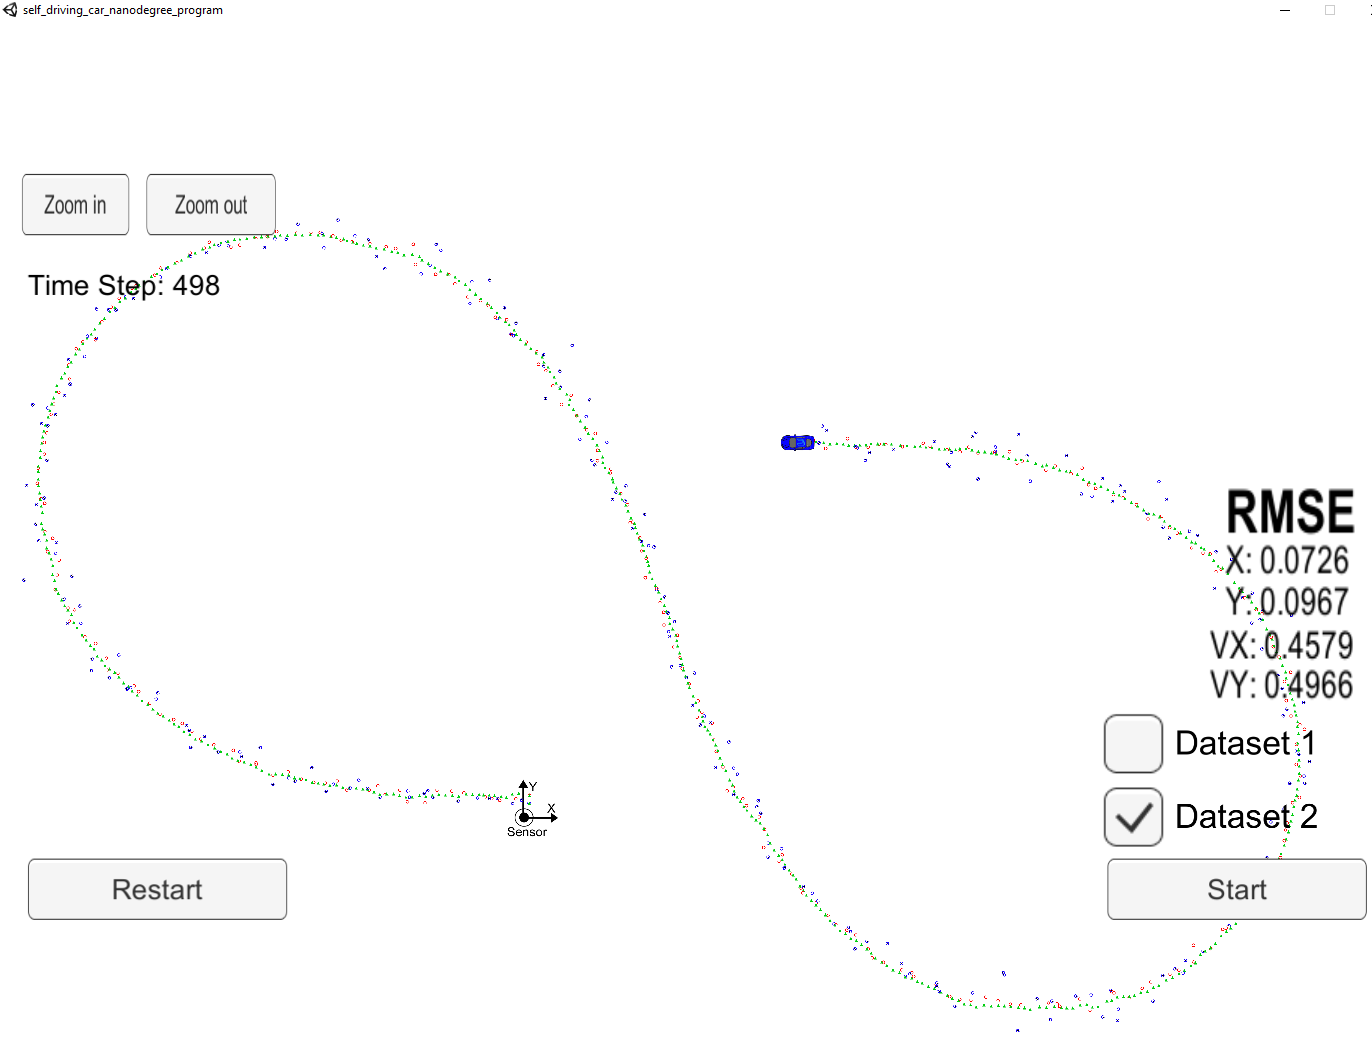 self_driving_car_nanodegree_program
Zoom in
Zoom out
Time Step: 498
RMSE
X: 0.0726
Y: 0.0967
VX: 0.4579
VY: 0.4966
Dataset 1
Y
X
Sensor
Dataset 2
Restart
Start